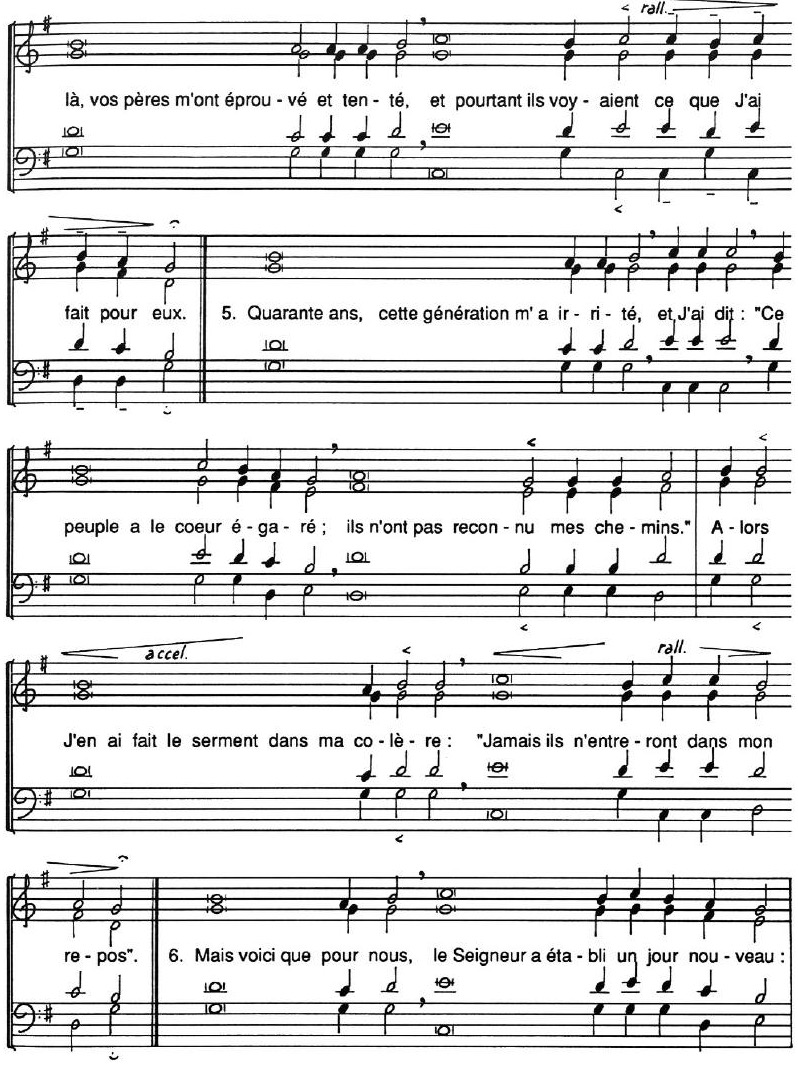 rall.
là, vos pères m'ont éprou - vé et ten - té, et pourtant ils voy - aient ce que J'ai
fait pour eux. 5. Quarante ans, cette génération m' a ir - ri - té, et J'ai dit : "Ce
peuple a le coeur é - ga - ré ; ils n'ont pas recon - nu mes che - mins." A - lors
accel. rall.
J'en ai fait le serment dans ma co - lè - re : "Jamais ils n'entre - ront dans mon
re - pos". 6. Mais voici que pour nous, le Seigneur a éta - bli un jour nou - veau :